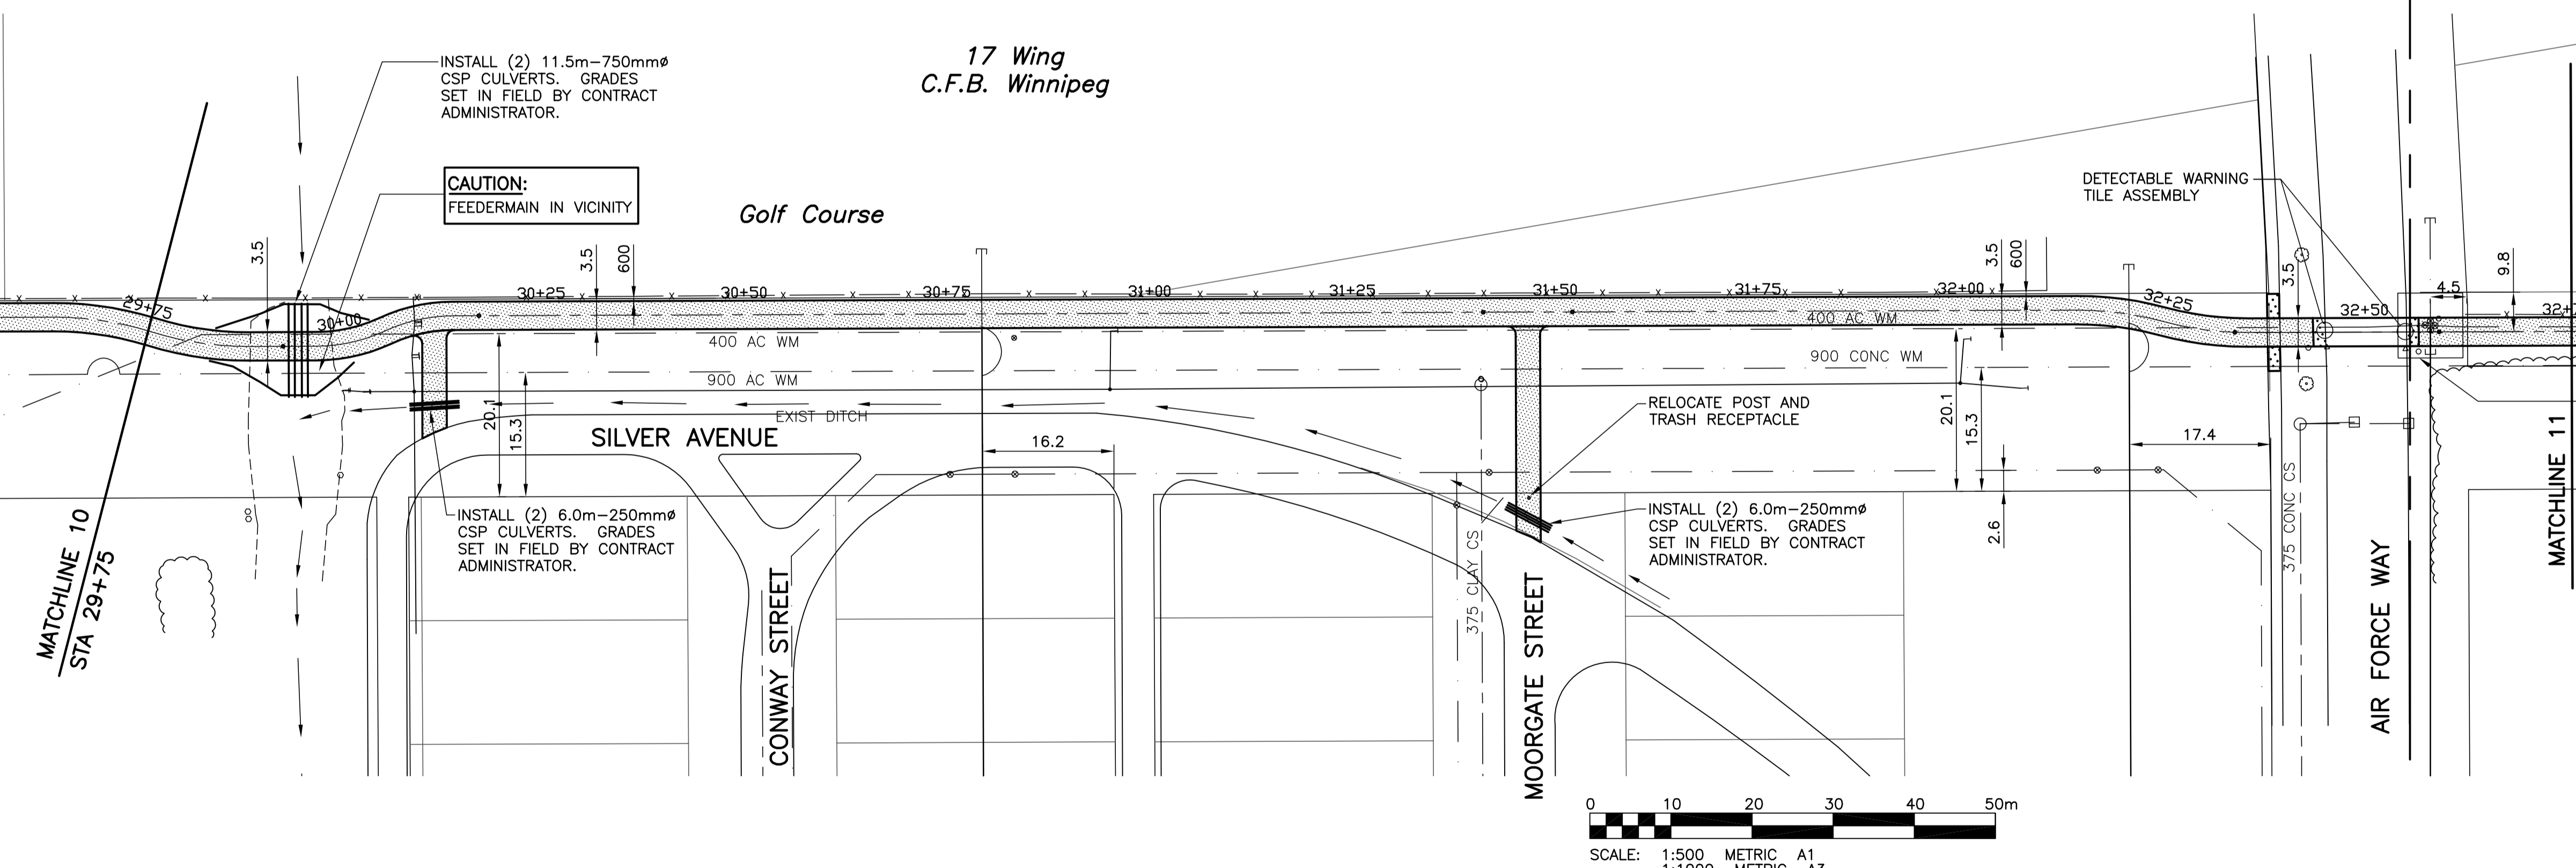 17 Wing
C.F.B. Winnipeg
INSTALL (2) 11.5m-750mmø
CSP CULVERTS. GRADES
SET IN FIELD BY CONTRACT
ADMINISTRATOR.
CAUTION:
FEEDERMAIN IN VICINITY
Golf Course
DETECTABLE WARNING
TILE ASSEMBLY
3.5
3.5
600
3.5
600
3.5
4.5
9.8
29+75
30+00
30+25
30+50
30+75
31+00
31+25
31+50
31+75
32+00
32+25
32+50
400 AC WM
400 AC WM
900 AC WM
900 CONC WM
EXIST DITCH
SILVER AVENUE
20.1
15.3
16.2
RELOCATE POST AND
TRASH RECEPTACLE
20.1
15.3
17.4
2.6
INSTALL (2) 6.0m-250mmø
CSP CULVERTS. GRADES
SET IN FIELD BY CONTRACT
ADMINISTRATOR.
INSTALL (2) 6.0m-250mmø
CSP CULVERTS. GRADES
SET IN FIELD BY CONTRACT
ADMINISTRATOR.
MATCHLINE 10
STA 29+75
CONWAY STREET
375 CLAY CS
MOORGATE STREET
375 CONC CS
AIR FORCE WAY
MATCHLINE 11
0 10 20 30 40 50m
SCALE: 1:500 METRIC A1